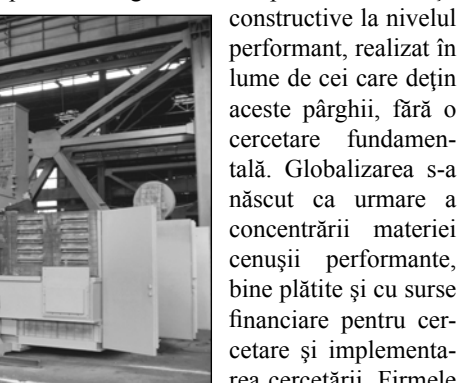 constructive la nivelul
performant, realizat în
lume de cei care dețin
aceste pârghii, fără o
cercetare fundamen-
tală. Globalizarea s-a
născut ca urmare a
concentrării materiei
cenuşii performante,
bine plătite şi cu surse
financiare pentru cer-
cetare şi implementa-
rea cercetării. Firmele